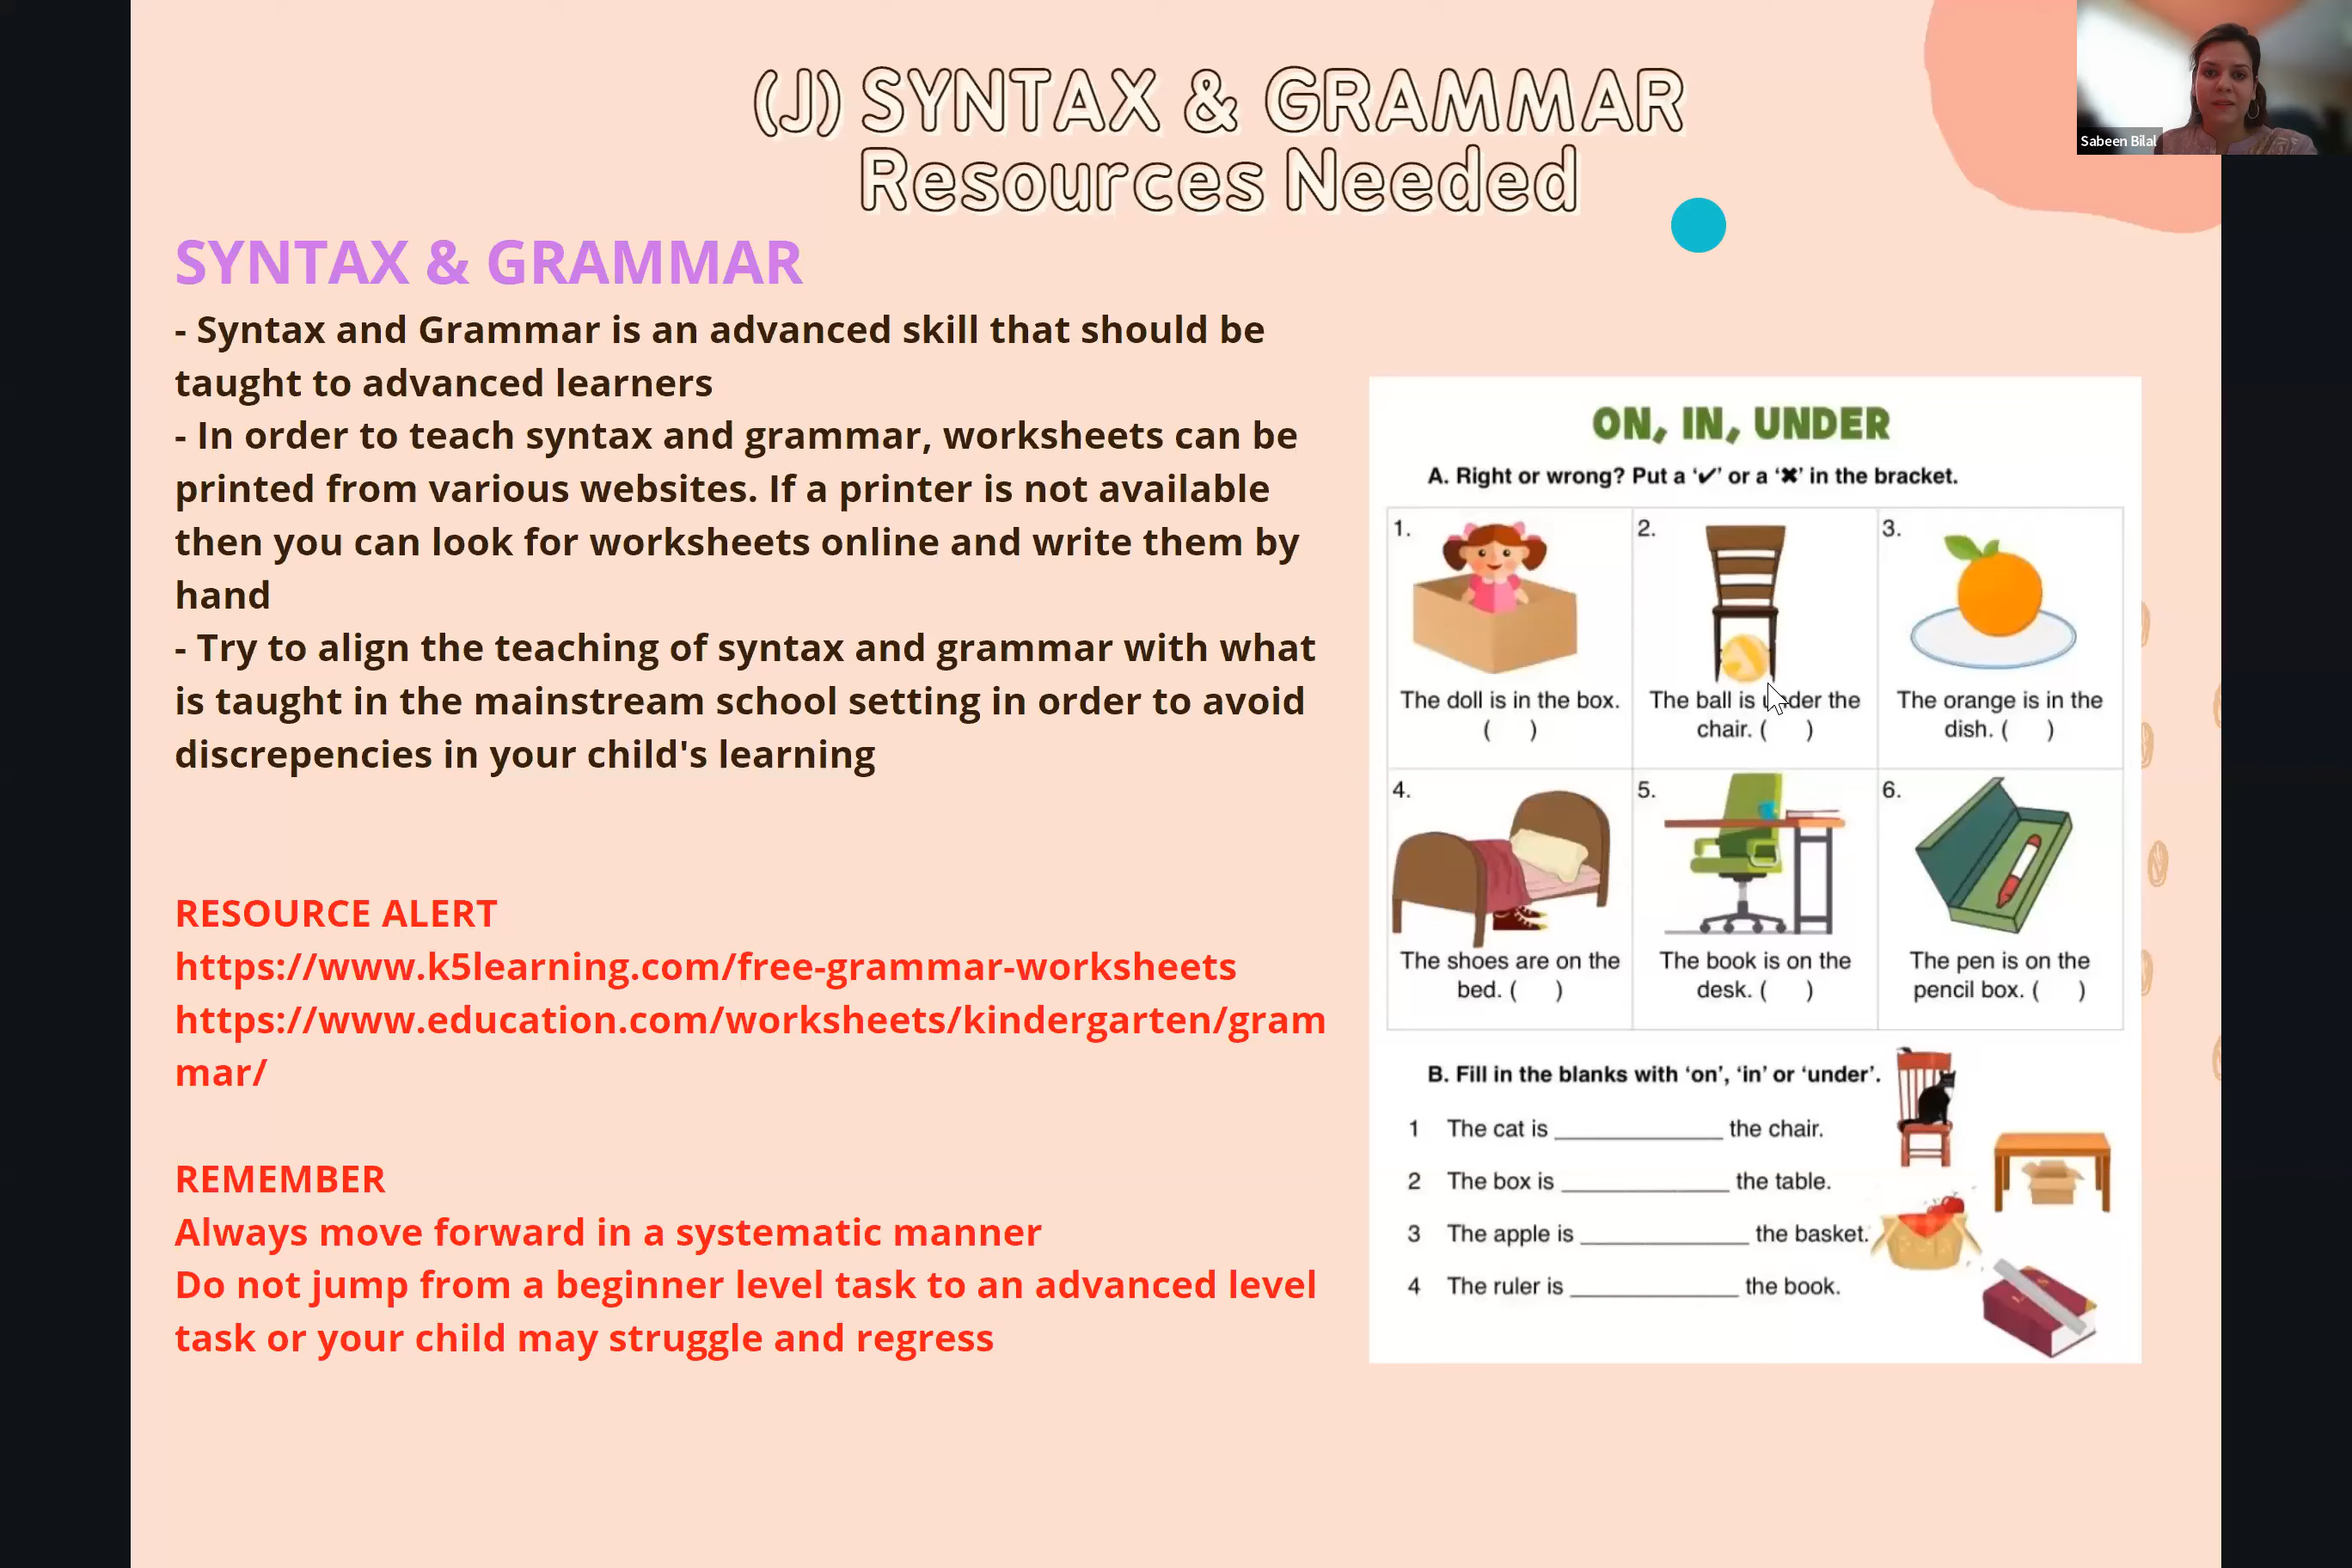 (J) SYNTAX & GRAMMAR
Resources Needed
Sabeen Bilal
SYNTAX & GRAMMAR
- Syntax and Grammar is an advanced skill that should be
taught to advanced learners
- In order to teach syntax and grammar, worksheets can be
printed from various websites. If a printer is not available
then you can look for worksheets online and write them by
hand
- Try to align the teaching of syntax and grammar with what
is taught in the mainstream school setting in order to avoid
discrepencies in your child's learning
RESOURCE ALERT
https://www.k5learning.com/free-grammar-worksheets
https://www.education.com/worksheets/kindergarten/gram
mar/
REMEMBER
Always move forward in a systematic manner
Do not jump from a beginner level task to an advanced level
task or your child may struggle and regress
ON, IN, UNDER
A. Right or wrong? Put a ‘✔’ or a ‘✖’ in the bracket.
1.
The doll is in the box.
( )
2.
The ball is under the
chair. ( )
3.
The orange is in the
dish. ( )
4.
The shoes are on the
bed. ( )
5.
The book is on the
desk. ( )
6.
The pen is on the
pencil box. ( )
B. Fill in the blanks with ‘on’, ‘in’ or ‘under’.
1 The cat is ______________ the chair.
2 The box is ______________ the table.
3 The apple is ______________ the basket.
4 The ruler is ______________ the book.